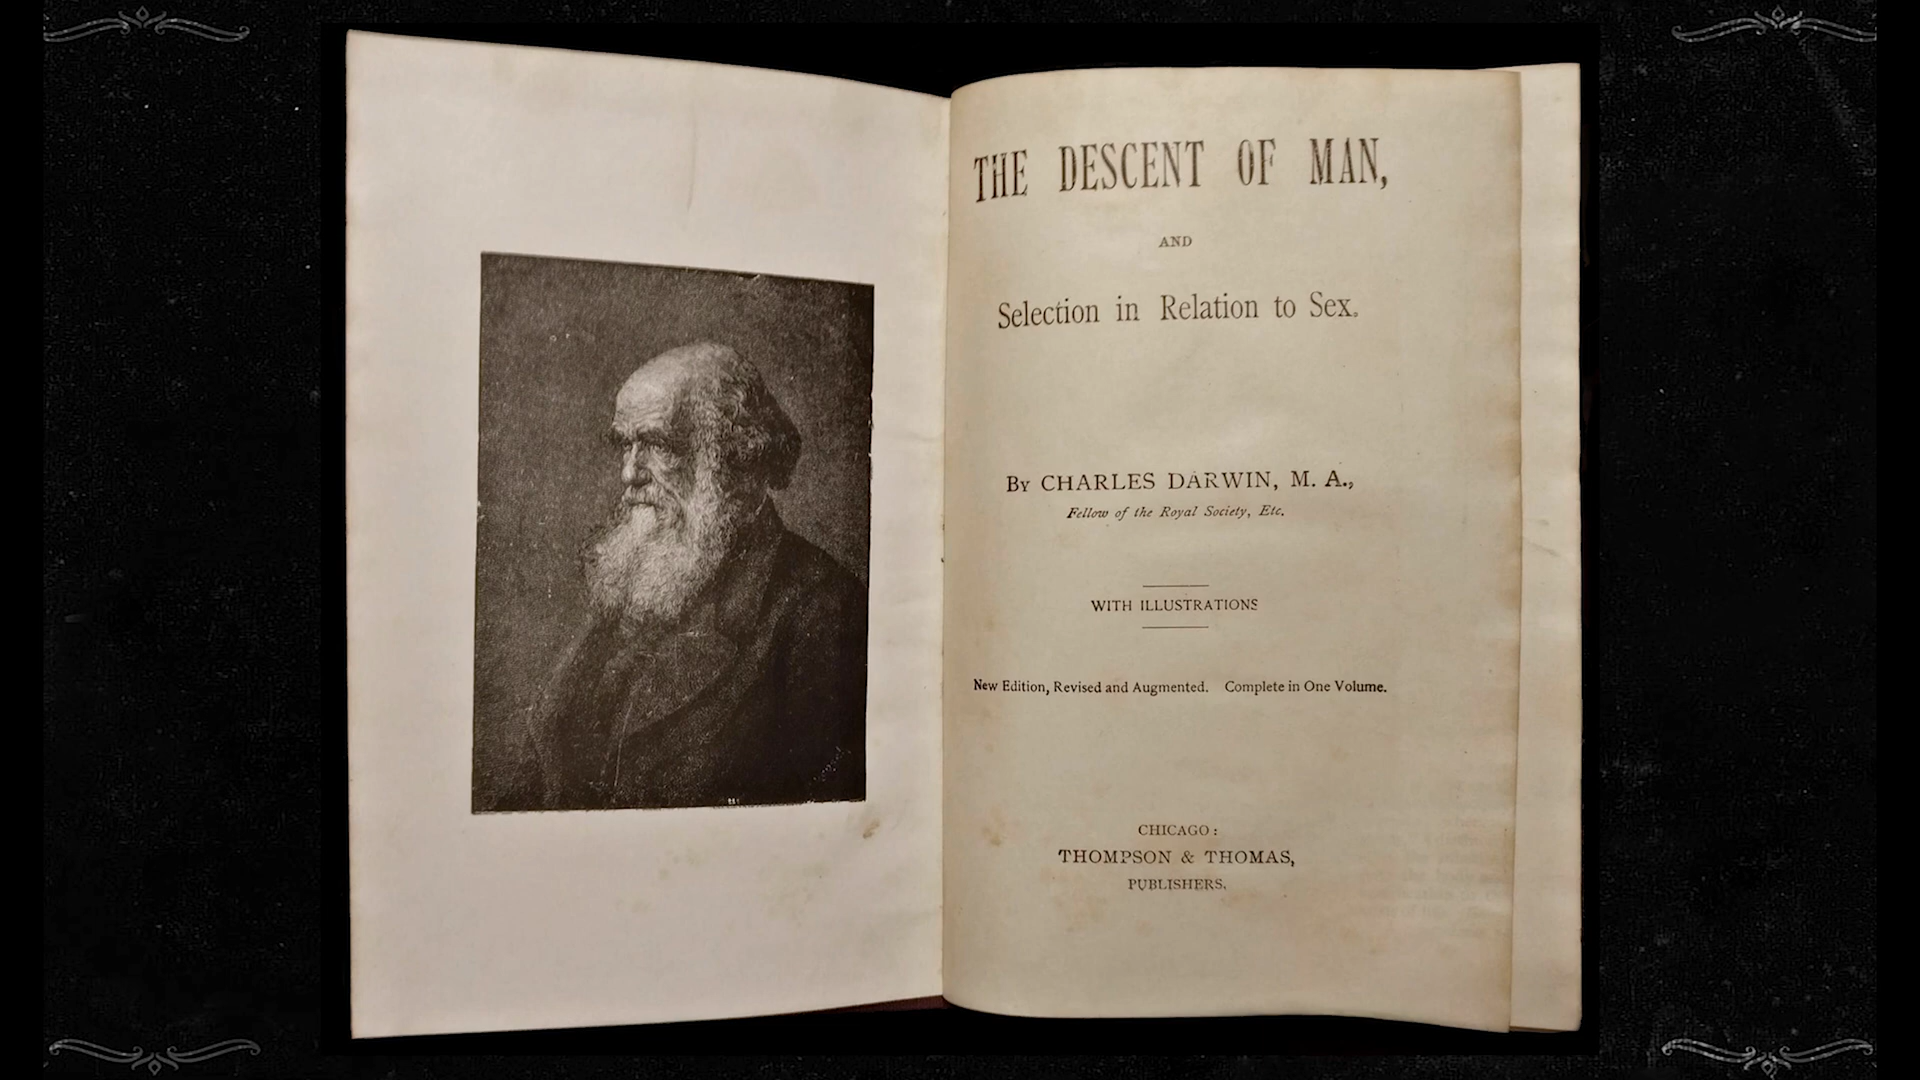 THE DESCENT OF MAN,
AND
Selection in Relation to Sex.
By CHARLES DARWIN, M. A.,
Fellow of the Royal Society, Etc.
WITH ILLUSTRATIONS
New Edition, Revised and Augmented. Complete in One Volume.
CHICAGO:
THOMPSON & THOMAS,
PUBLISHERS.